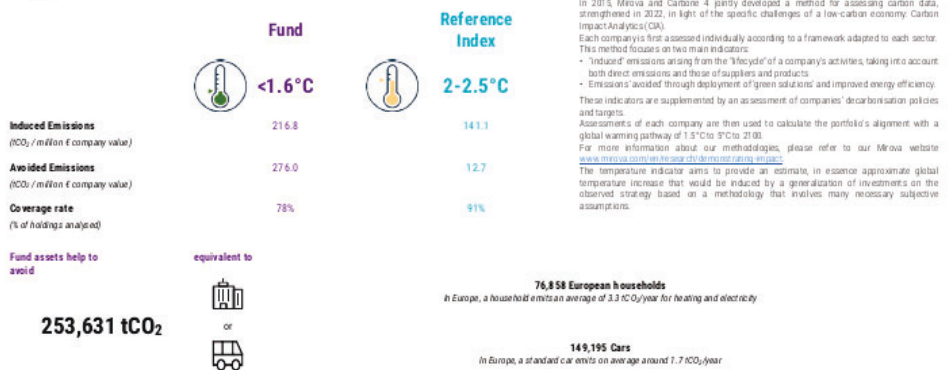 Fund
Reference
Index
<1.6°C
2-2.5°C
Induced Emissions
216.8
141.1
(tCO₂ / million € company value)
Avoided Emissions
276.0
12.7
(tCO₂ / million € company value)
Coverage rate
78%
91%
(% of holdings analysed)
Fund assets help to
avoid
equivalent to
253,631 tCO₂
or
76,858 European households
In Europe, a household emits an average of 3.3 tCO₂/year for heating and electricity
149,195 Cars
In Europe, a standard car emits on average around 1.7 tCO₂/year
In 2015, Mirova and Carbone 4 jointly developed a method for assessing carbon data,
strengthened in 2022, in light of the specific challenges of a low-carbon economy: Carbon
Impact Analytics (CIA).
Each company is first assessed individually according to a framework adapted to each sector.
This method focuses on two main indicators:
• "Induced" emissions arising from the "lifecycle" of a company's activities, taking into account
both direct emissions and those of suppliers and products
• Emissions "avoided" through deployment of "green solutions" and improved energy efficiency.
These indicators are supplemented by an assessment of companies' decarbonisation policies
and targets.
Assessments of each company are then used to calculate the portfolio's alignment with a
global warming pathway of 1.5°C to 5°C to 2100.
For more information about our methodologies, please refer to our Mirova website
www.mirova.com/en/research/demonstrating-impact.
The temperature indicator aims to provide an estimate, in essence approximate global
temperature increase that would be induced by a generalization of investments on the
observed strategy based on a methodology that involves many necessary subjective
assumptions.